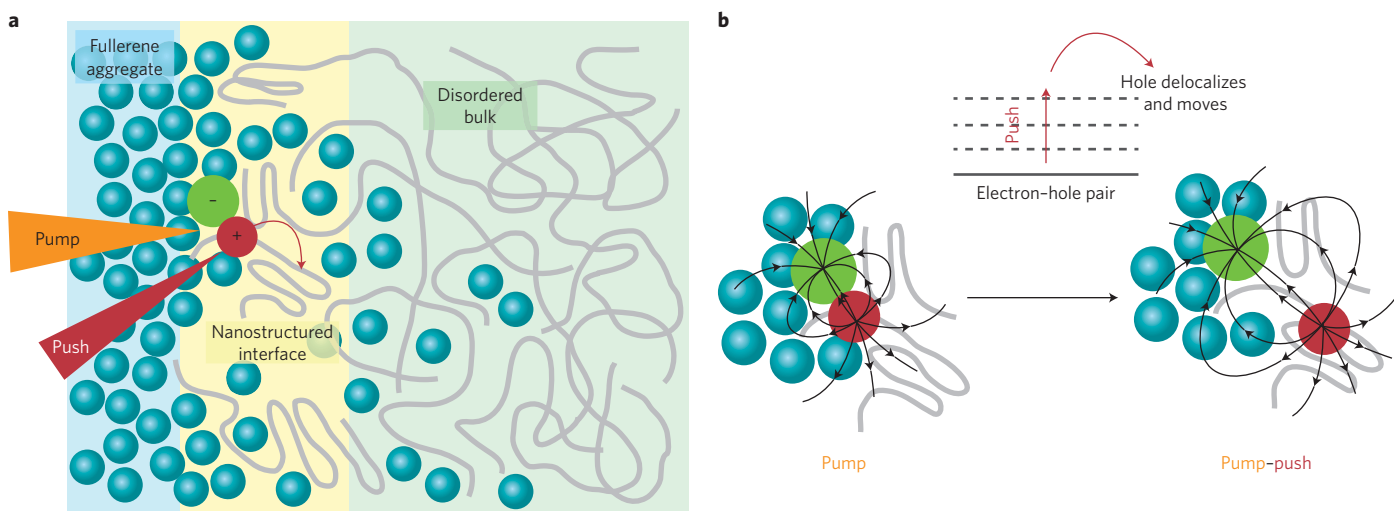 a
Fullerene
aggregate
Disordered
bulk
–
+
Pump
Push
Nanostructured
interface
b
Push
Hole delocalizes
and moves
Electron–hole pair
Pump
Pump–push